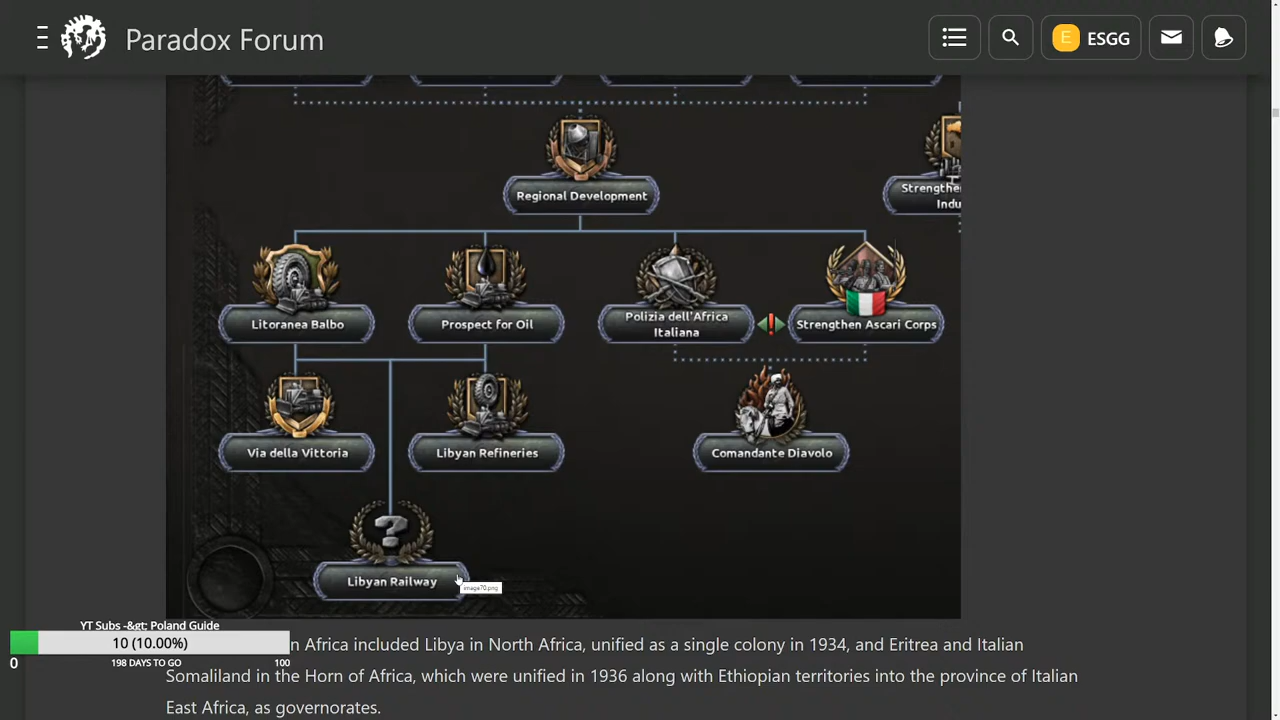 Paradox Forum
E
ESGG
Regional Development
Strengthen
Indu
Litoranea Balbo
Prospect for Oil
Polizia dell'Africa
Italiana
Strengthen Ascari Corps
Via della Vittoria
Libyan Refineries
Comandante Diavolo
Libyan Railway
image70.png
YT Subs -&gt; Poland Guide
10 (10.00%)
0
198 DAYS TO GO
100
n Africa included Libya in North Africa, unified as a single colony in 1934, and Eritrea and Italian
Somaliland in the Horn of Africa, which were unified in 1936 along with Ethiopian territories into the province of Italian
East Africa, as governorates.